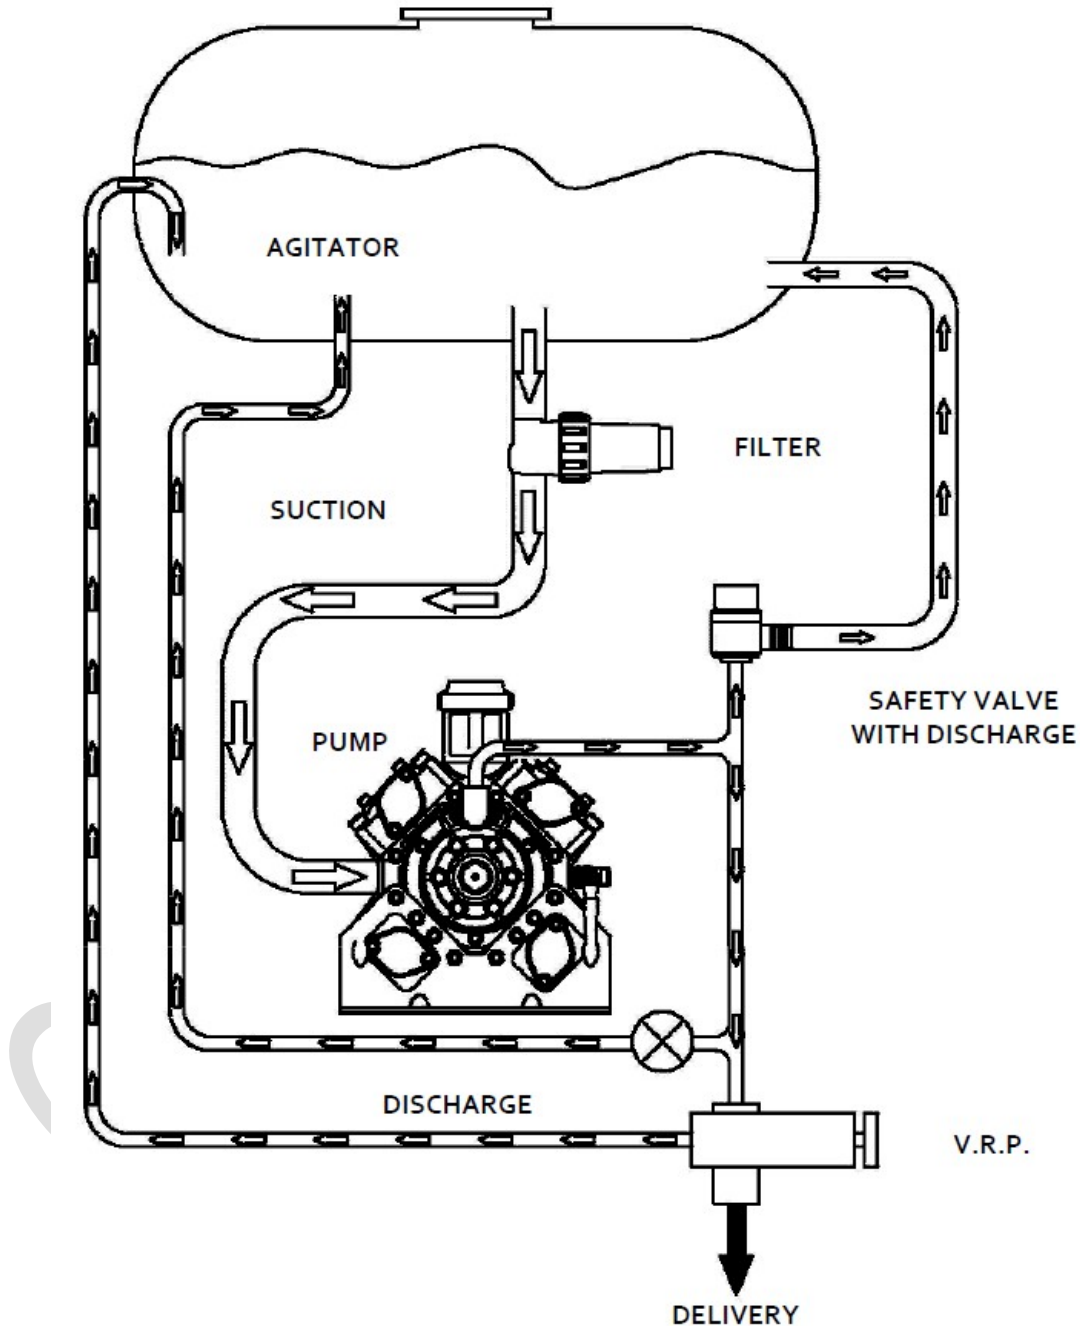 AGITATOR
FILTER
SUCTION
SAFETY VALVE
WITH DISCHARGE
PUMP
DISCHARGE
V.R.P.
DELIVERY